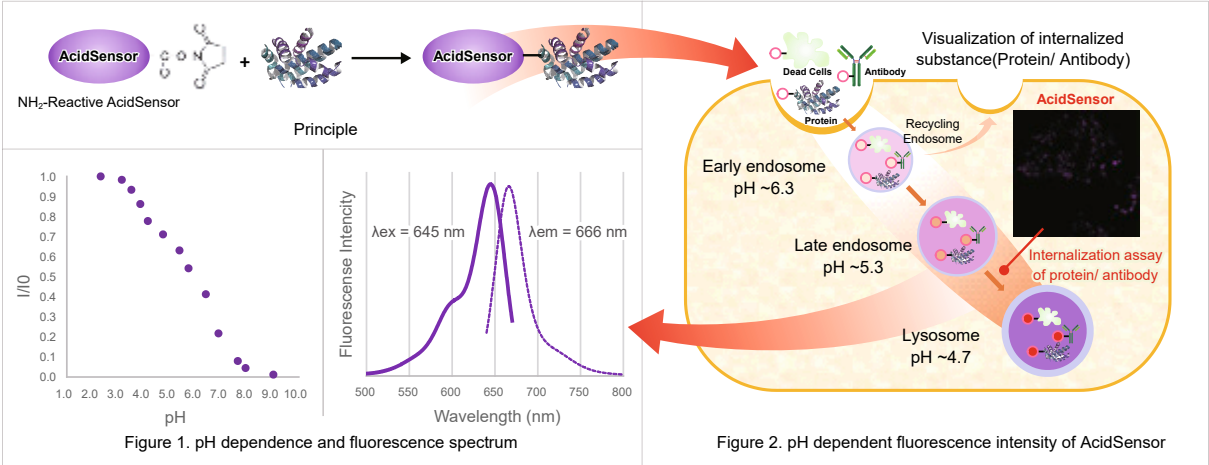 AcidSensor
+
AcidSensor
NH₂-Reactive AcidSensor
Principle
I/I0
1.0
0.9
0.8
0.7
0.6
0.5
0.4
0.3
0.2
0.1
0.0
1.0 2.0 3.0 4.0 5.0 6.0 7.0 8.0 9.0 10.0
pH
Fluorescense Intencity
λex = 645 nm
λem = 666 nm
500 550 600 650 700 750 800
Wavelength (nm)
Figure 1. pH dependence and fluorescence spectrum
Dead Cells
Antibody
Protein
Visualization of internalized
substance(Protein/ Antibody)
AcidSensor
Recycling
Endosome
Early endosome
pH ~6.3
Late endosome
pH ~5.3
Internalization assay
of protein/ antibody
Lysosome
pH ~4.7
Figure 2. pH dependent fluorescence intensity of AcidSensor